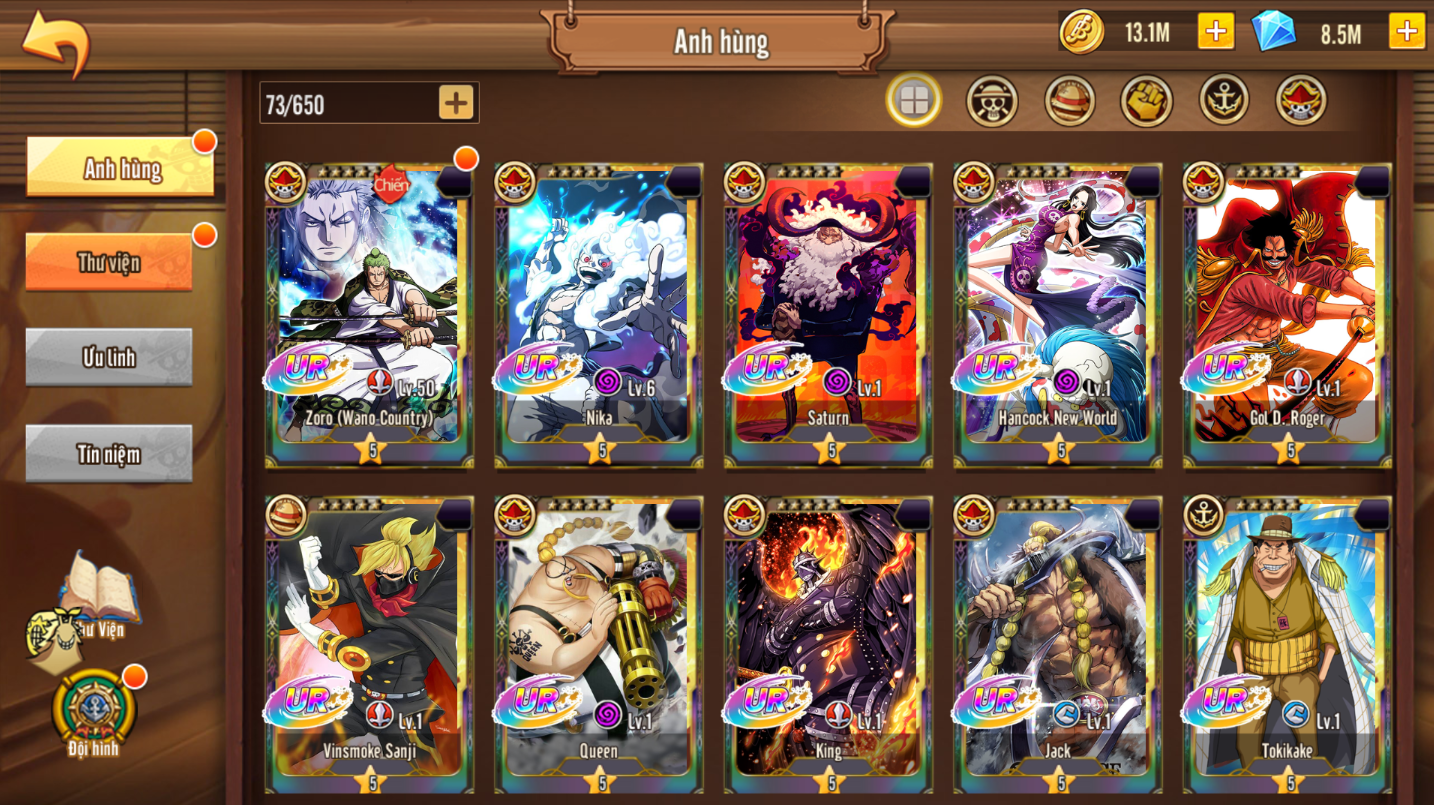 Anh hùng
13.1M
8.5M
73/650
Anh hùng
Thư viện
Ưu linh
Tín niệm
ư Viện
Đội hình
Chiến
UR
Lv.50
Zoro (Wano Country)
5
UR
Lv.6
Nika
5
UR
Lv.1
Saturn
5
UR
Lv.1
Hancock New World
5
UR
Lv.1
Gol D. Roger
5
UR
Lv.1
Vinsmoke Sanji
5
QUEEN
UR
Lv.1
Queen
5
UR
Lv.1
King
5
UR
Lv.1
Jack
5
UR
Lv.1
Tokikake
5